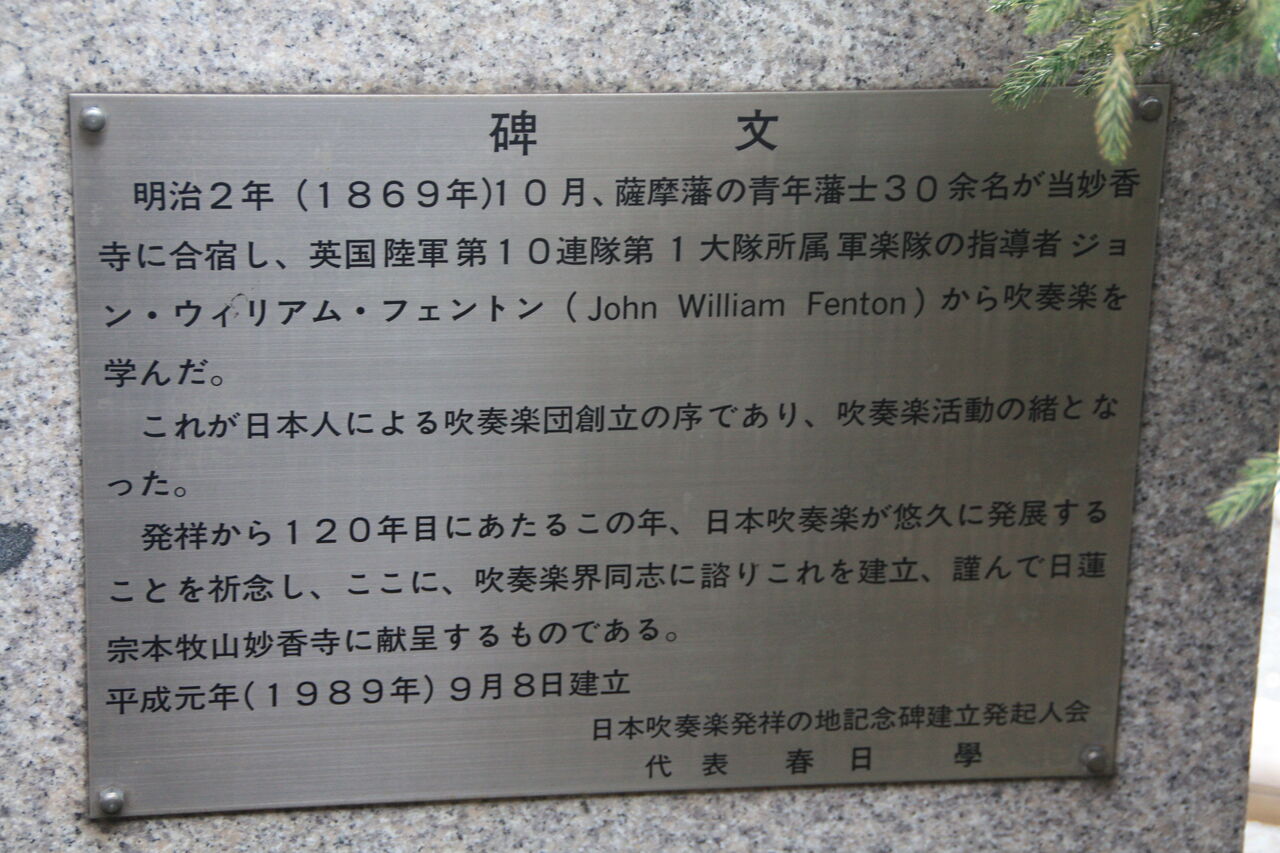 碑文
明治２年（１８６９年)１０月、薩摩藩の青年藩士３０余名が当妙香
寺に合宿し、英国陸軍第１０連隊第１大隊所属軍楽隊の指導者ジョ
ン・ウィリアム・フェントン（John William Fenton）から吹奏楽を
学んだ。
これが日本人による吹奏楽団創立の序であり、吹奏楽活動の緒とな
った。
発祥から１２０年目にあたるこの年、日本吹奏楽が悠久に発展する
ことを祈念し、ここに、吹奏楽界同志に諮りこれを建立、謹んで日蓮
宗本牧山妙香寺に献呈するものである。
平成元年(１９８９年)９月８日建立
日本吹奏楽発祥の地記念碑建立発起人会
代表　春日　學